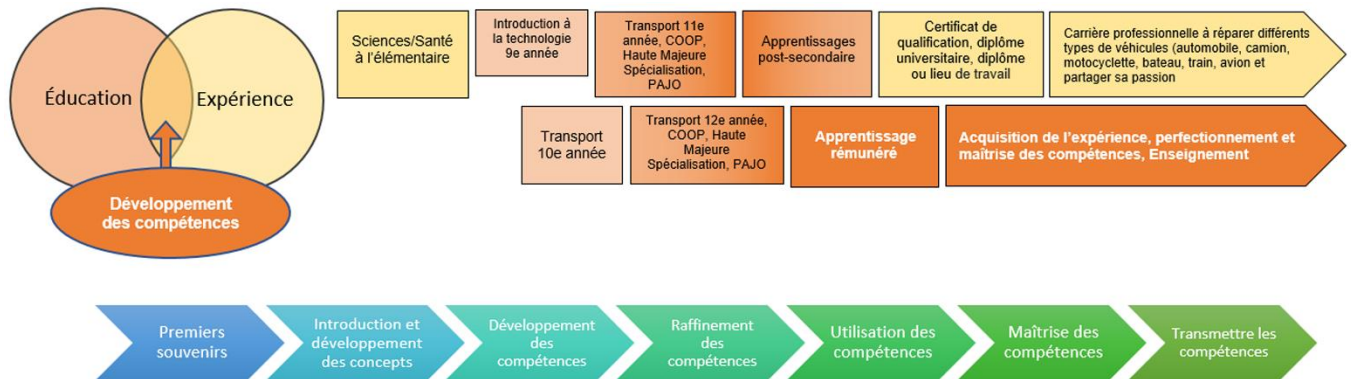 Éducation
Expérience
Développement
des compétences
Sciences/Santé
à l'élémentaire
Introduction à
la technologie
9e année
Transport 11e
année, COOP,
Haute Majeure
Spécialisation,
PAJO
Apprentissages
post-secondaire
Certificat de
qualification, diplôme
universitaire, diplôme
ou lieu de travail
Carrière professionnelle à réparer différents
types de véhicules (automobile, camion,
motocyclette, bateau, train, avion et
partager sa passion
Transport
10e année
Transport 12e année,
COOP, Haute
Majeure
Spécialisation, PAJO
Apprentissage
rémunéré
Acquisition de l'expérience, perfectionnement et
maîtrise des compétences, Enseignement
Premiers
souvenirs
Introduction et
développement
des concepts
Développement
des
compétences
Raffinement
des
compétences
Utilisation des
compétences
Maîtrise des
compétences
Transmettre les
compétences